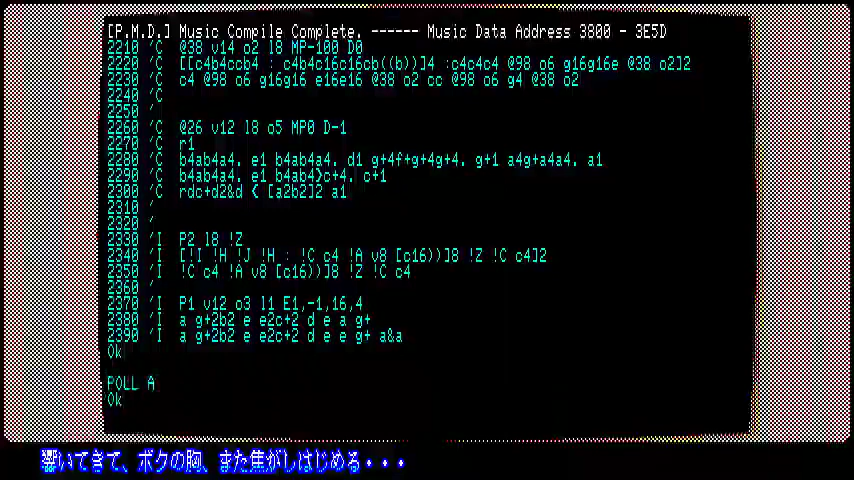 [P.M.D.] Music Compile Complete. ------ Music Data Address 3800 - 3E5D
2210 'C  @38 v14 o2 l8 MP-100 D0
2220 'C  [[c4b4ccb4 : c4b4c16c16cb((b))]4 :c4c4c4 @98 o6 g16g16e @38 o2]2
2230 'C  c4 @98 o6 g16g16 e16e16 @38 o2 cc @98 o6 g4 @38 o2
2240 'C
2250 '
2260 'C  @26 v12 l8 o5 MP0 D-1
2270 'C  r1
2280 'C  b4ab4a4. e1 b4ab4a4. d1 g+4f+g+4g+4. g+1 a4g+a4a4. a1
2290 'C  b4ab4a4. e1 b4ab4>c+4. c+1
2300 'C  rdc+d2&d < [a2b2]2 a1
2310 '
2320 '
2330 'I  P2 l8 !Z
2340 'I  [!I !H !J !H : !C c4 !A v8 [c16))]8 !Z !C c4]2
2350 'I  !C c4 !A v8 [c16))]8 !Z !C c4
2360 '
2370 'I  P1 v12 o3 l1 E1,-1,16,4
2380 'I  a g+2b2 e e2c+2 d e a g+
2390 'I  a g+2b2 e e2c+2 d e e g+ a&a
Ok
POLL A
Ok
響いてきて、ボクの胸、また焦がしはじめる・・・